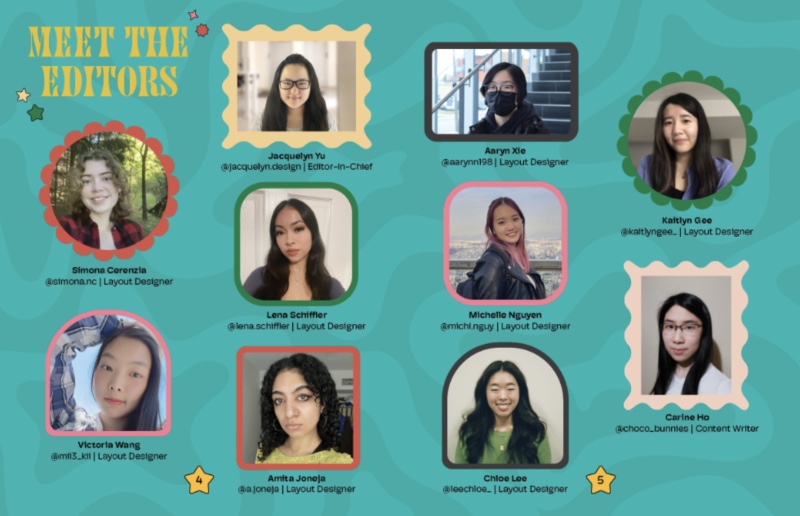 MEET THE
EDITORS
Jacquelyn Yu
@jacquelyn.design | Editor-in-Chief
Aaryn Xie
@aarynn198 | Layout Designer
Kaitlyn Gee
@kaitlyngee_ | Layout Designer
Simona Cerenzia
@simona.nc | Layout Designer
Lena Schiffler
@lena.schiffler | Layout Designer
Michelle Nguyen
@michi.nguy | Layout Designer
Carine Ho
@choco_bunnies | Content Writer
Victoria Wang
@mii3_kii | Layout Designer
Amita Joneja
@a.joneja | Layout Designer
Chloe Lee
@leechloe_ | Layout Designer
4
5